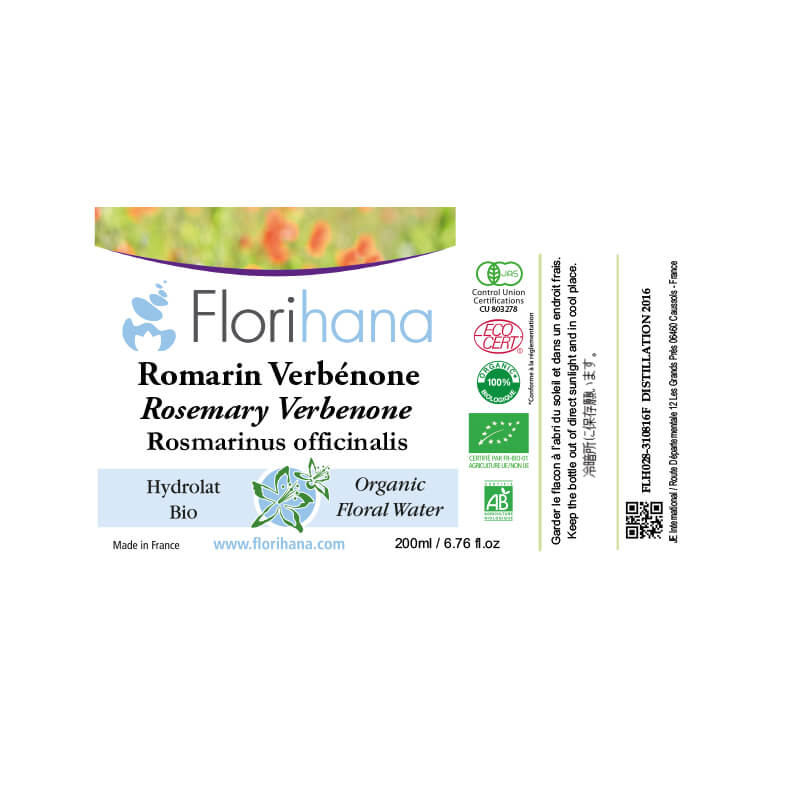 Florihana
Romarin Verbénone
Rosemary Verbenone
Rosmarinus officinalis
Hydrolat
Bio
Organic
Floral Water
Made in France
www.florihana.com
200ml / 6.76 fl.oz
JAS
Control Union
Certifications
CU 803278
ECO
CERT
®
ORGANIC*
100%
BIOLOGIQUE
*Conforme à la réglementation
CERTIFIÉ PAR FR-BIO-01
AGRICULTURE UE/NON UE
CERTIFIÉ
AB
AGRICULTURE
BIOLOGIQUE
Garder le flacon à l'abri du soleil et dans un endroit frais.
Keep the bottle out of direct sunlight and in cool place.
冷暗所に保存願います。
FLH028-310816F DISTILLATION 2016
JE International / Route Départementale 12 Les Grands Prés 06460 Caussols - France